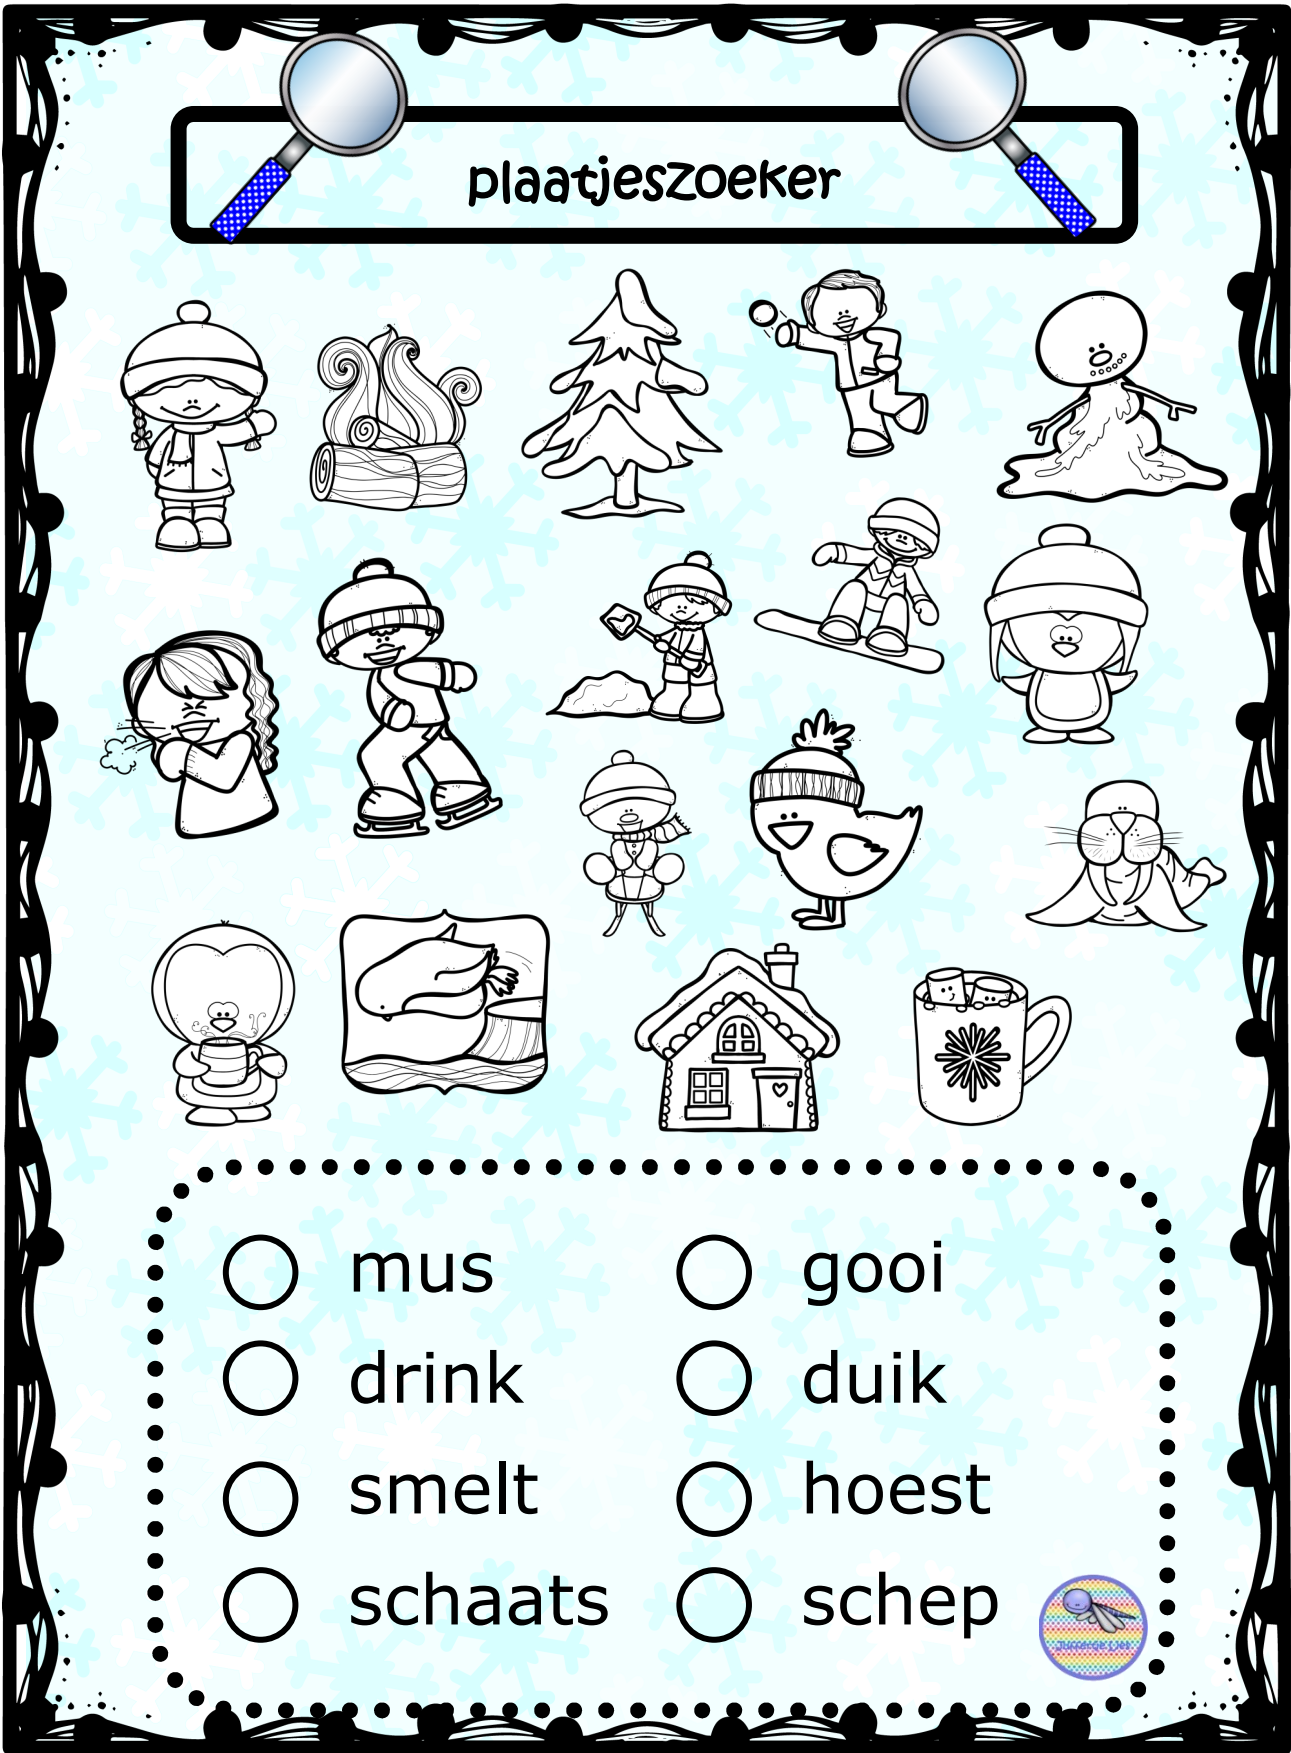 plaatjeszoeker
mus
gooi
drink
duik
smelt
hoest
schaats
schep